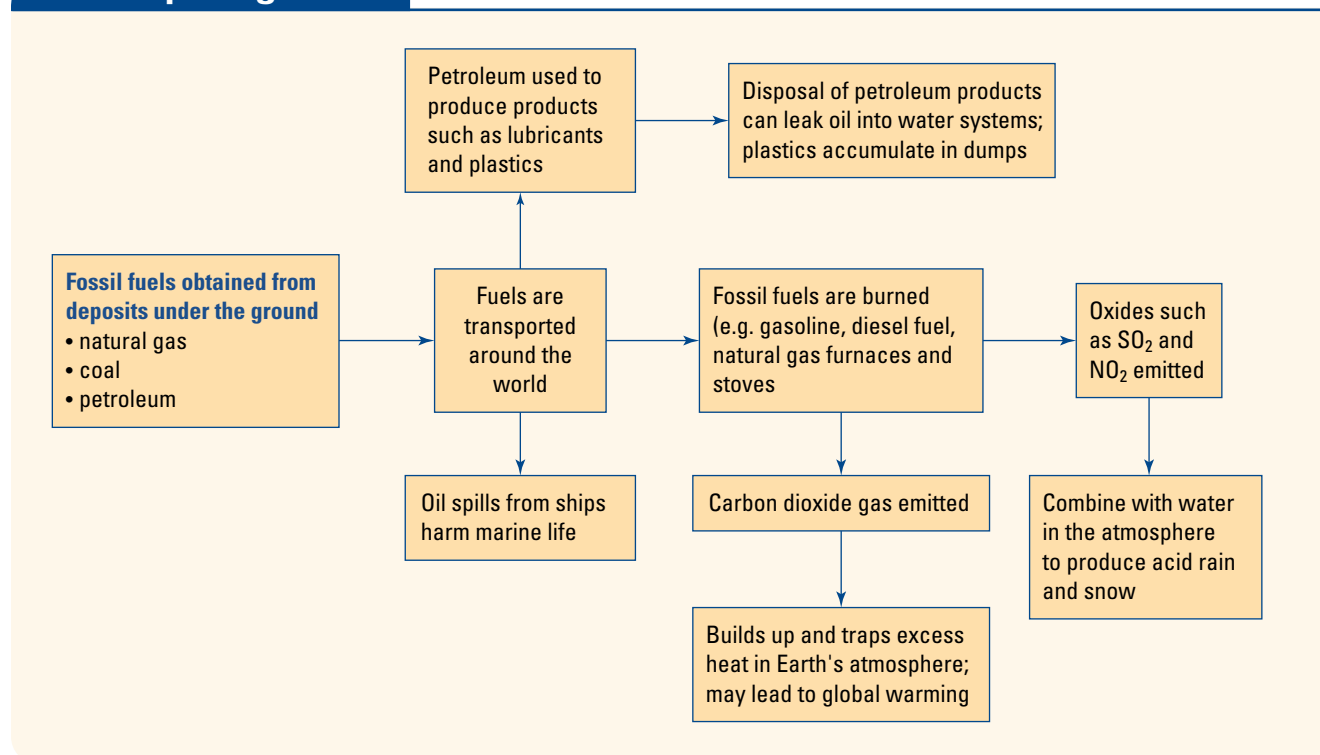 Petroleum used to
produce products
such as lubricants
and plastics
Disposal of petroleum products
can leak oil into water systems;
plastics accumulate in dumps
Fossil fuels obtained from
deposits under the ground
• natural gas
• coal
• petroleum
Fuels are
transported
around the
world
Fossil fuels are burned
(e.g. gasoline, diesel fuel,
natural gas furnaces and
stoves
Oxides such
as SO₂ and
NO₂ emitted
Oil spills from ships
harm marine life
Carbon dioxide gas emitted
Combine with water
in the atmosphere
to produce acid rain
and snow
Builds up and traps excess
heat in Earth's atmosphere;
may lead to global warming